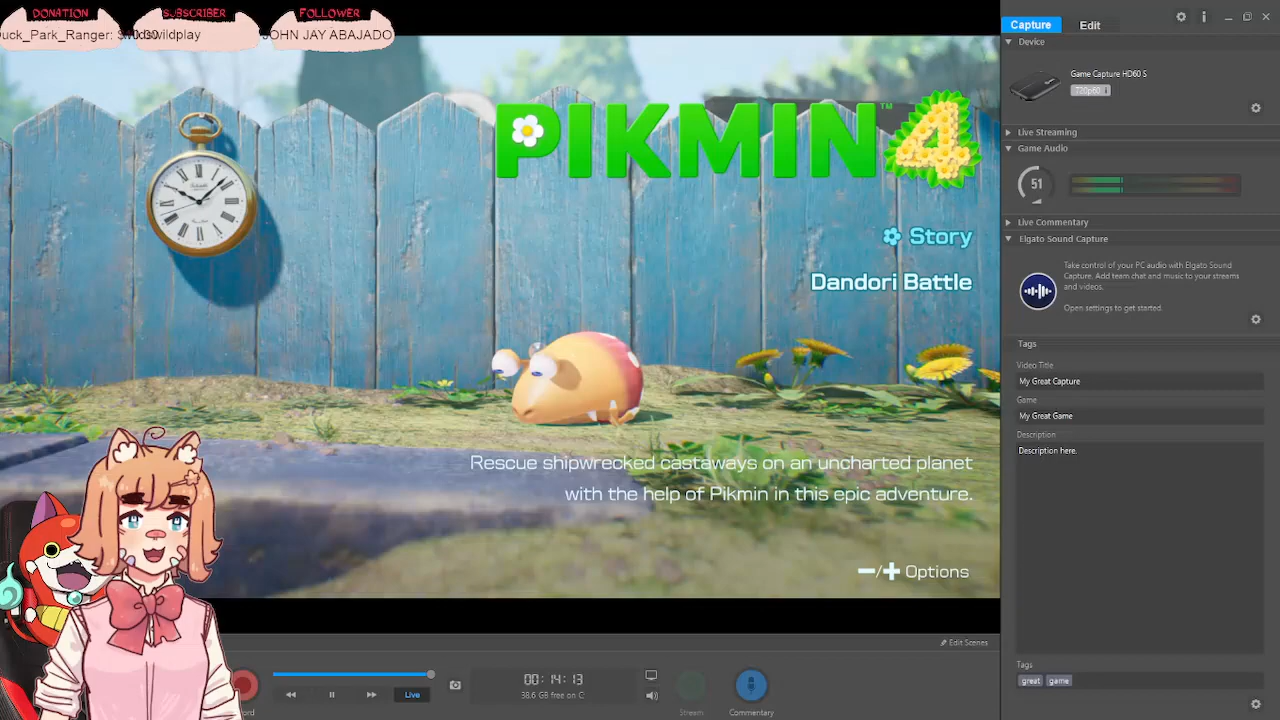 DONATION
SUBSCRIBER
FOLLOWER
uck_Park_Ranger:
JOHN JAY ABAJADO
PIKMIN 4
TM
Story
Dandori Battle
Rescue shipwrecked castaways on an uncharted planet
with the help of Pikmin in this epic adventure.
−/+ Options
Capture
Edit
Device
Game Capture HD60 S
720p60
Live Streaming
Game Audio
51
Live Commentary
Elgato Sound Capture
Take control of your PC audio with Elgato Sound
Capture. Add team chat and music to your streams
and videos.
Open settings to get started.
Tags
Video Title
My Great Capture
Game
My Great Game
Description
Description here.
Tags
great game
Edit Scenes
Live
00:14:13
38.6 GB free on C:
Stream
Commentary
ord